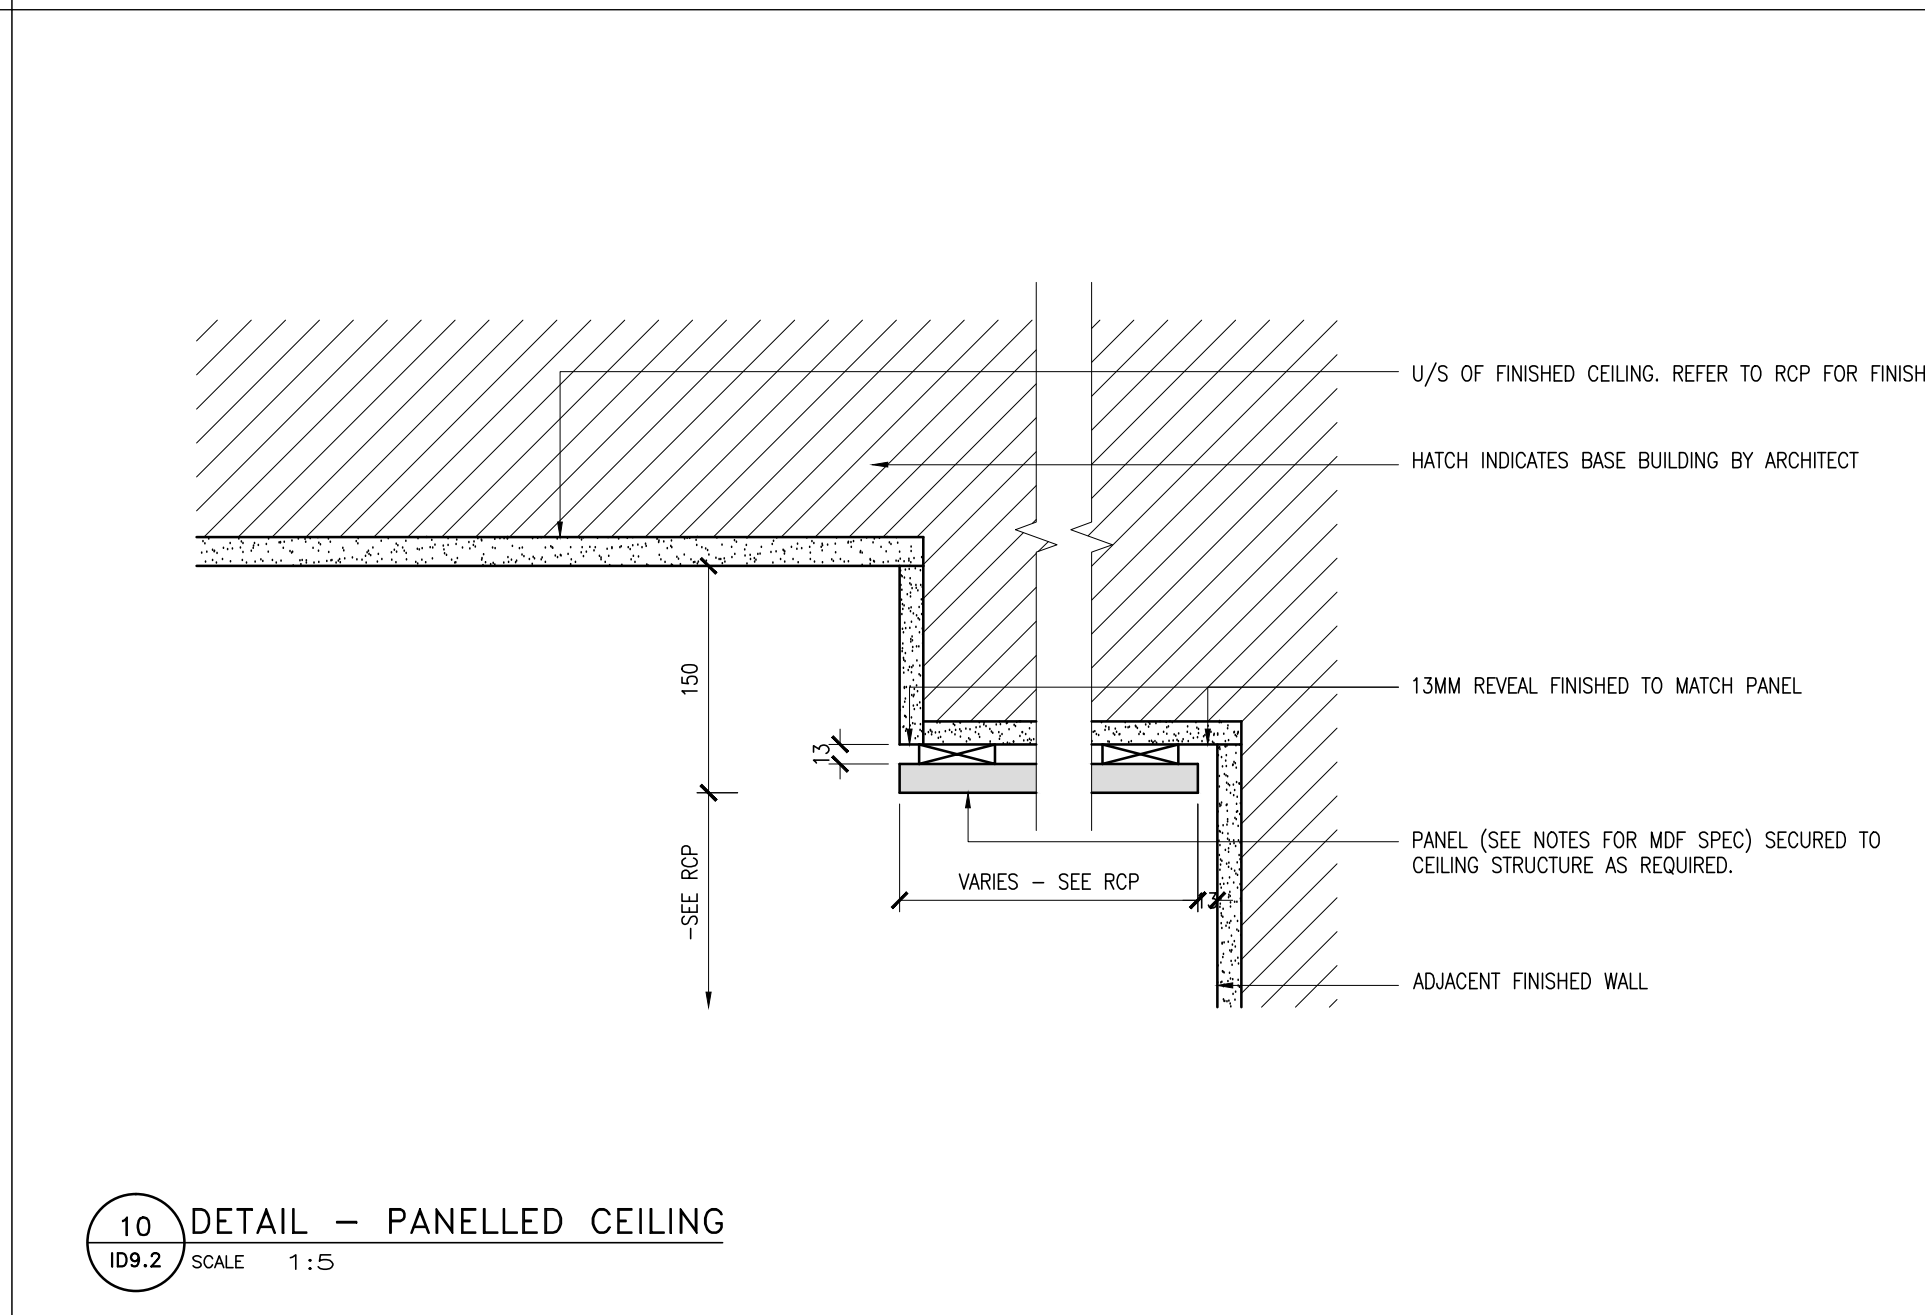 U/S OF FINISHED CEILING. REFER TO RCP FOR FINISH
HATCH INDICATES BASE BUILDING BY ARCHITECT
150
13MM REVEAL FINISHED TO MATCH PANEL
13
PANEL (SEE NOTES FOR MDF SPEC) SECURED TO
CEILING STRUCTURE AS REQUIRED.
-SEE RCP
VARIES - SEE RCP
13
ADJACENT FINISHED WALL
10
DETAIL - PANELLED CEILING
ID9.2
SCALE 1:5